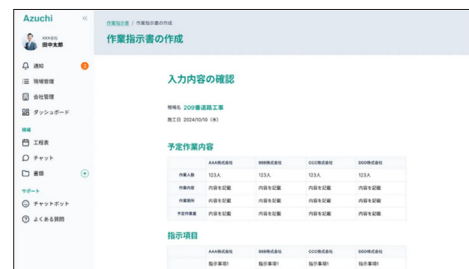 Azuchi
«
XXX会社
田中太郎
通知
現場管理
会社管理
ダッシュボード
現場
工程表
チャット
書類
サポート
チャットボット
よくある質問
作業指示書 / 作業指示書の作成
作業指示書の作成
入力内容の確認
現場名 209番道路工事
施工日 2024/10/10（木）
予定作業内容
AAA株式会社 BBB株式会社 CCC株式会社 DDD株式会社
作業人数 123人 123人 123人 123人
作業内容 内容を記載 内容を記載 内容を記載 内容を記載
作業場所 内容を記載 内容を記載 内容を記載 内容を記載
予定作業量 内容を記載 内容を記載 内容を記載 内容を記載
指示項目
AAA株式会社 BBB株式会社 CCC株式会社 DDD株式会社
指示事項1 指示事項1 指示事項1 指示事項1